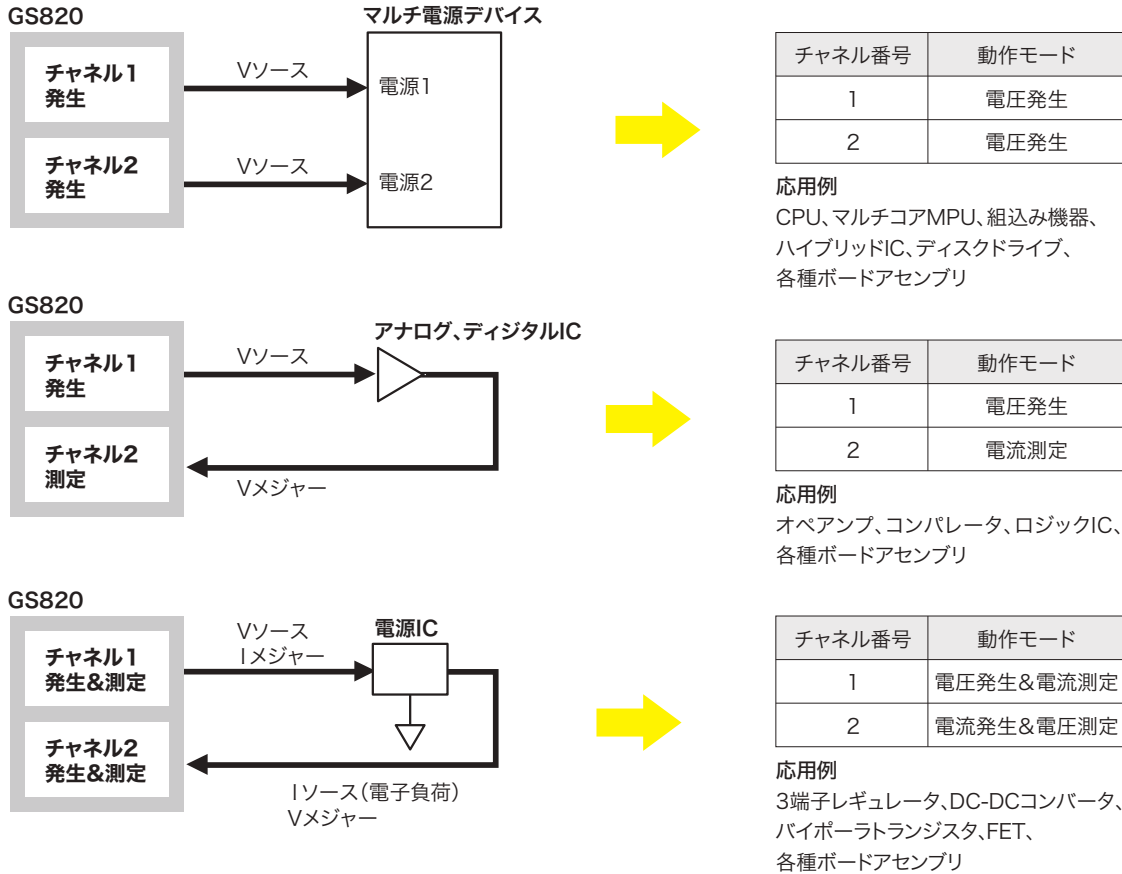 GS820
マルチ電源デバイス
チャネル1
発生
Vソース
電源1
チャネル2
発生
Vソース
電源2
チャネル番号 動作モード
1 電圧発生
2 電圧発生
応用例
CPU、マルチコアMPU、組込み機器、
ハイブリッドIC、ディスクドライブ、
各種ボードアセンブリ
GS820
アナログ、ディジタルIC
チャネル1
発生
Vソース
チャネル2
測定
Vメジャー
チャネル番号 動作モード
1 電圧発生
2 電流測定
応用例
オペアンプ、コンパレータ、ロジックIC、
各種ボードアセンブリ
GS820
電源IC
チャネル1
発生&測定
Vソース
Iメジャー
チャネル2
発生&測定
Iソース(電子負荷)
Vメジャー
チャネル番号 動作モード
1 電圧発生&電流測定
2 電流発生&電圧測定
応用例
3端子レギュレータ、DC-DCコンバータ、
バイポーラトランジスタ、FET、
各種ボードアセンブリ